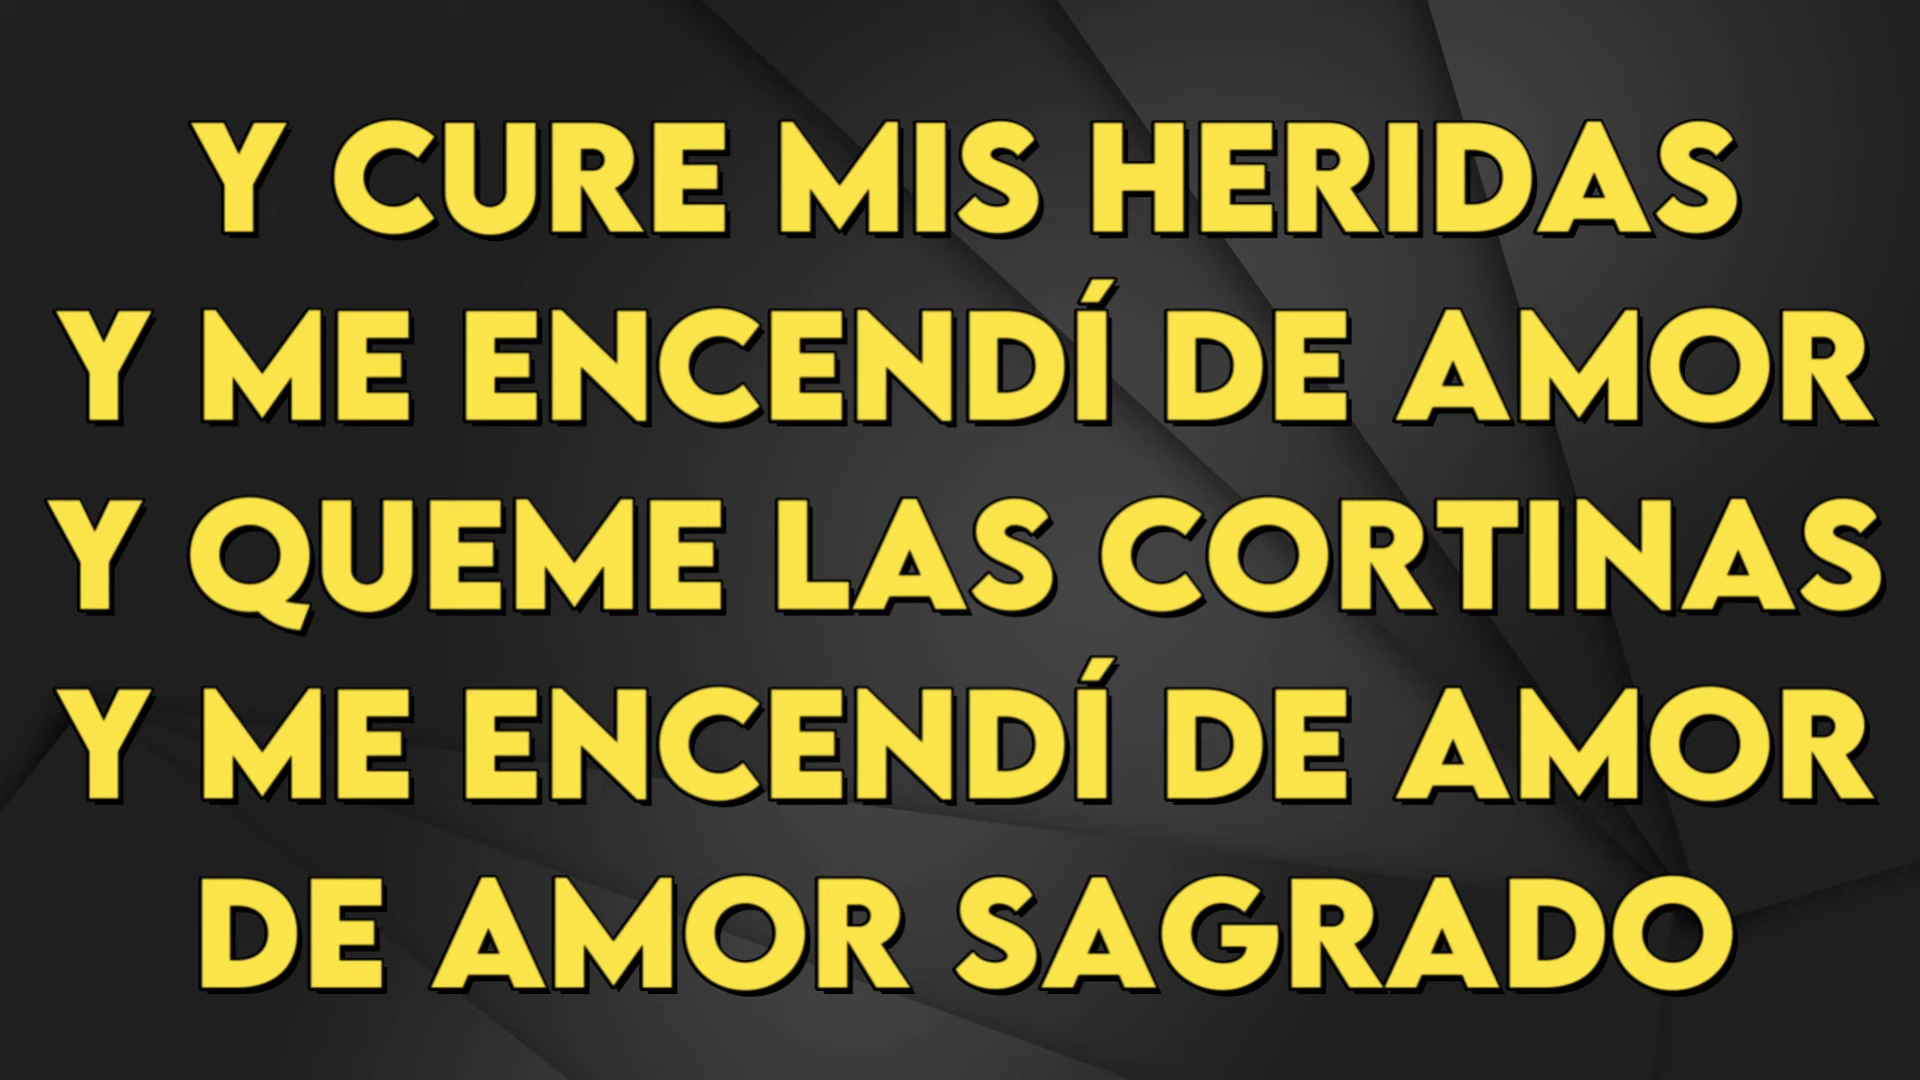 Y CURE MIS HERIDAS
Y ME ENCENDÍ DE AMOR
Y QUEME LAS CORTINAS
Y ME ENCENDÍ DE AMOR
DE AMOR SAGRADO